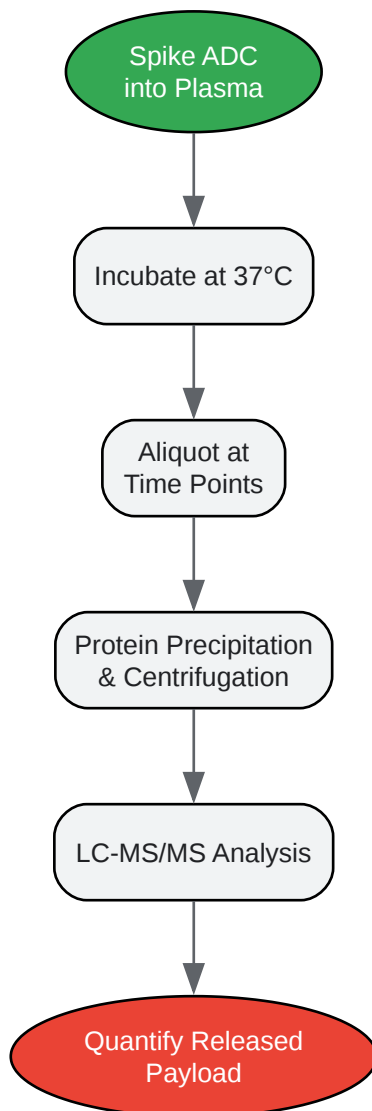 Spike ADC
into Plasma
Incubate at 37°C
Aliquot at
Time Points
Protein Precipitation
& Centrifugation
LC-MS/MS Analysis
Quantify Released
Payload